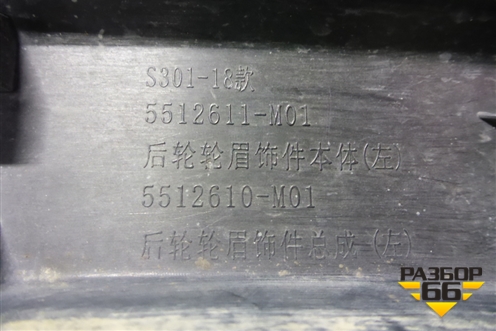 S301-18款
5512611-M01
后轮轮眉饰件本体(左)
5512610-M01
后轮轮眉饰件总成(左)
РАЗБОР
66